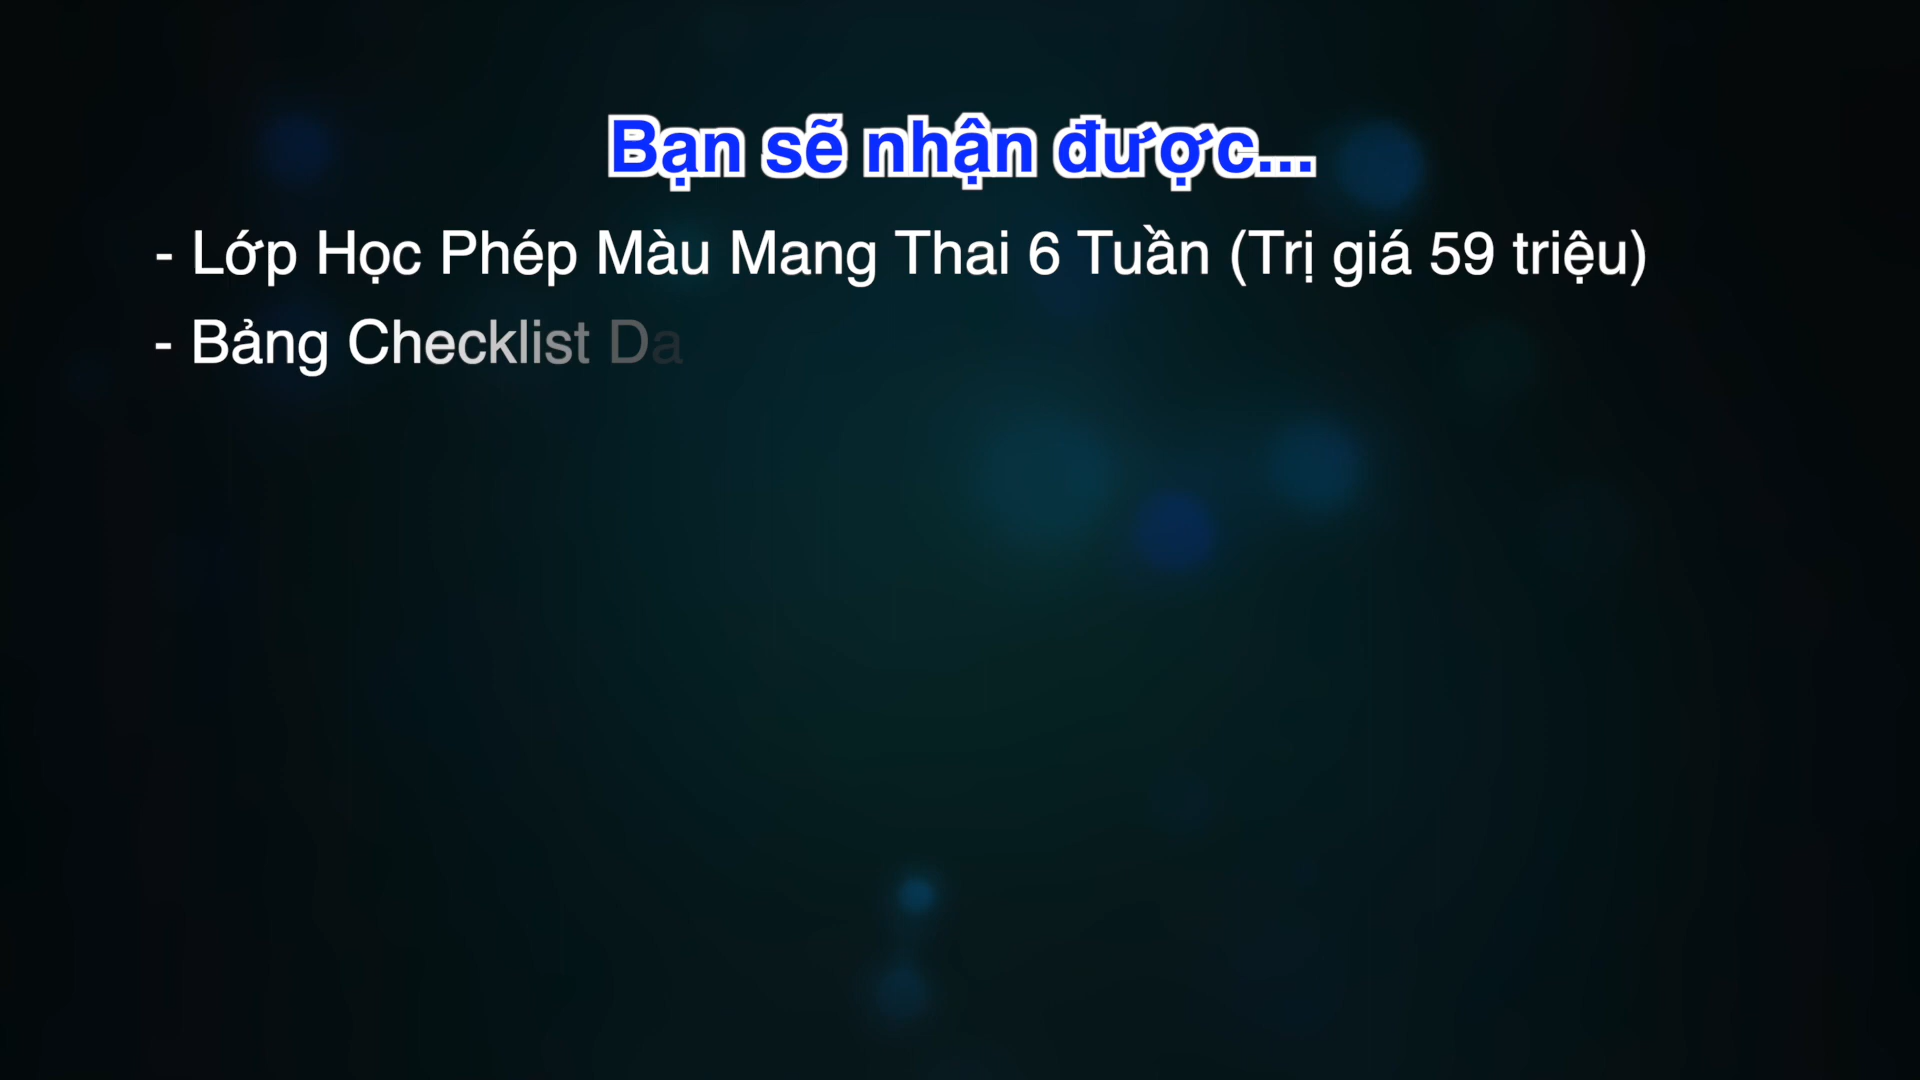 Bạn sẽ nhận được...
- Lớp Học Phép Màu Mang Thai 6 Tuần (Trị giá 59 triệu)
- Bảng Checklist Da